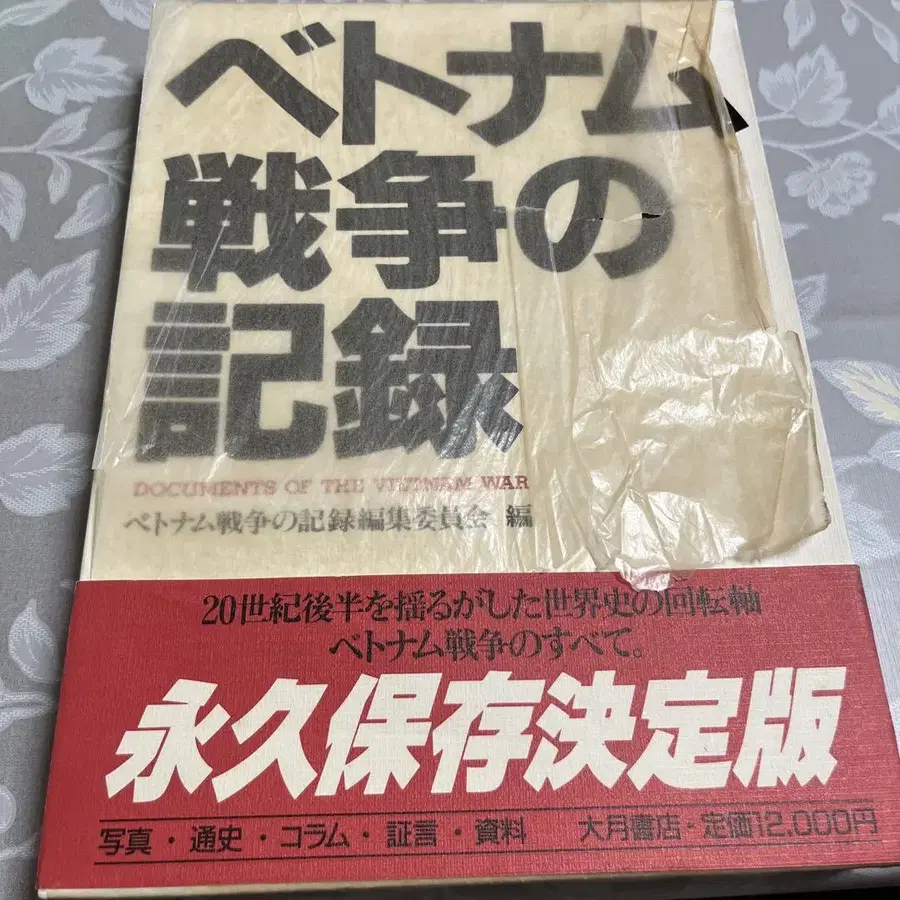 ベトナム
戦争の
記録
DOCUMENTS OF THE VIETNAM WAR
ベトナム戦争の記録編集委員会 編
20世紀後半を揺るがした世界史の回転軸
ベトナム戦争のすべて。
永久保存決定版
写真・通史・コラム・証言・資料 大月書店・定価12,000円